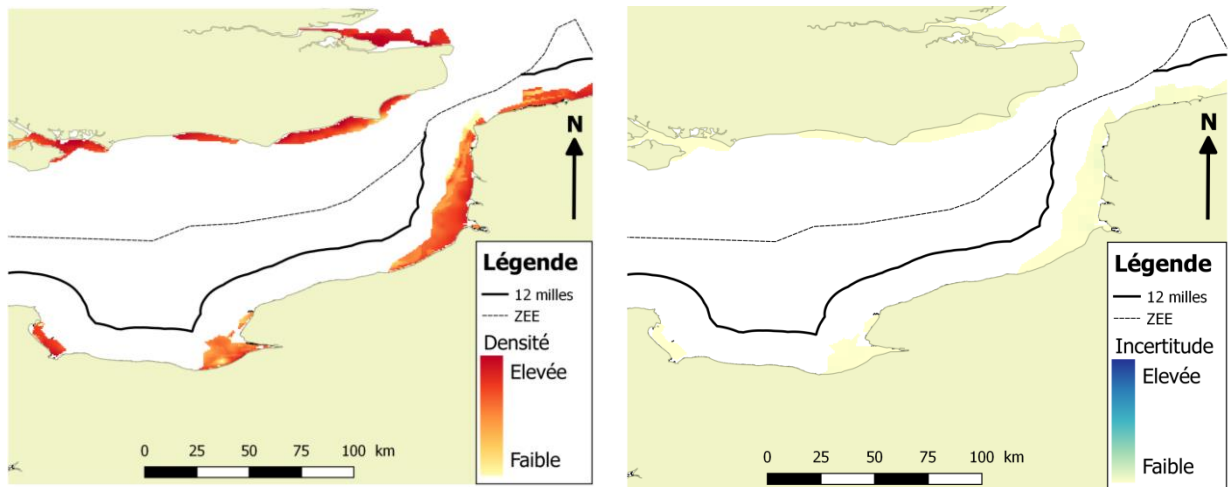 N
Légende
12 milles
ZEE
Densité
Elevée
Faible
0 25 50 75 100 km
N
Légende
12 milles
ZEE
Incertitude
Elevée
Faible
0 25 50 75 100 km